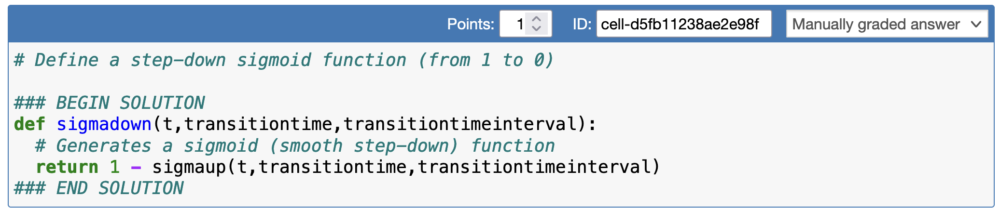 Points: 1 ID: cell-d5fb11238ae2e98f Manually graded answer
# Define a step-down sigmoid function (from 1 to 0)
### BEGIN SOLUTION
def sigmadown(t,transitiontime,transitiontimeinterval):
  # Generates a sigmoid (smooth step-down) function
  return 1 - sigmaup(t,transitiontime,transitiontimeinterval)
### END SOLUTION